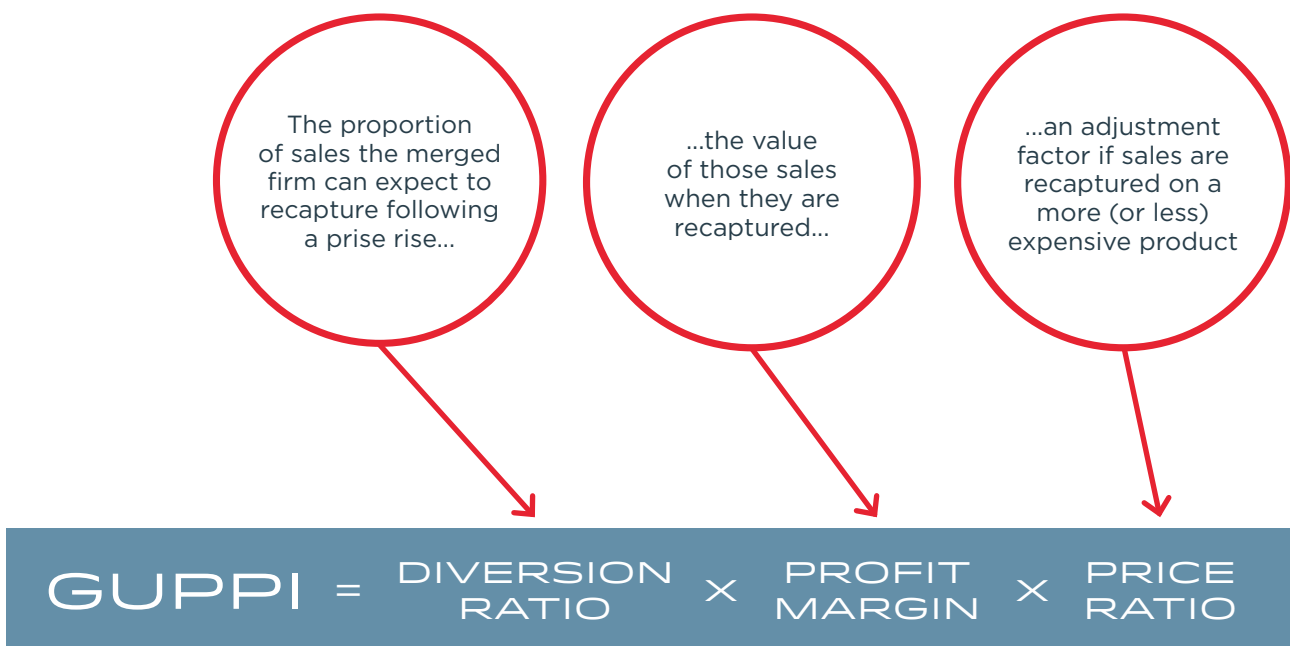 The proportion
of sales the merged
firm can expect to
recapture following
a prise rise...
...the value
of those sales
when they are
recaptured...
...an adjustment
factor if sales are
recaptured on a
more (or less)
expensive product
GUPPI = DIVERSION RATIO X PROFIT MARGIN X PRICE RATIO